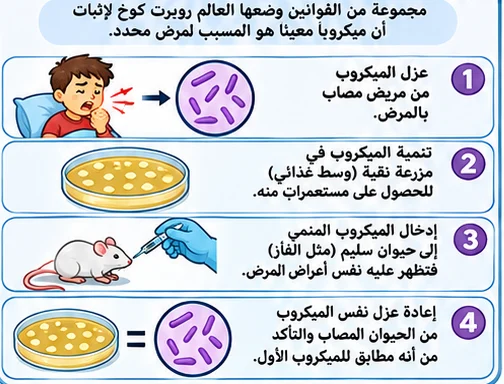 مجموعة من القوانين وضعها العالم روبرت كوخ لإثبات
أن ميكروباً معيناً هو المسبب لمرض محدد.
1
عزل الميكروب
من مريض مصاب
بالمرض.
2
تنمية الميكروب في
مزرعة نقية (وسط غذائي)
للحصول على مستعمرات منه.
3
إدخال الميكروب المنمي
إلى حيوان سليم (مثل الفأر)
فتظهر عليه نفس أعراض المرض.
4
إعادة عزل نفس الميكروب
من الحيوان المصاب والتأكد
من أنه مطابق للميكروب الأول.
=